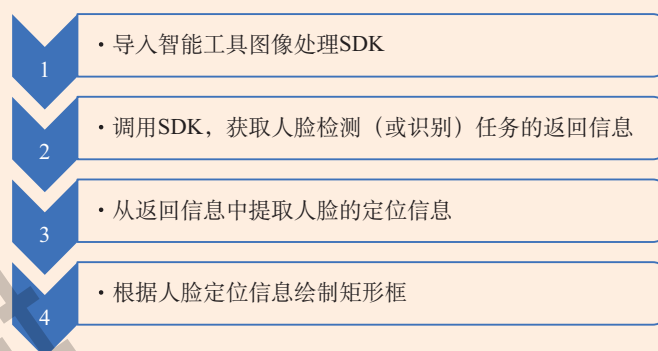 1
·导入智能工具图像处理SDK
2
·调用SDK，获取人脸检测（或识别）任务的返回信息
3
·从返回信息中提取人脸的定位信息
4
·根据人脸定位信息绘制矩形框